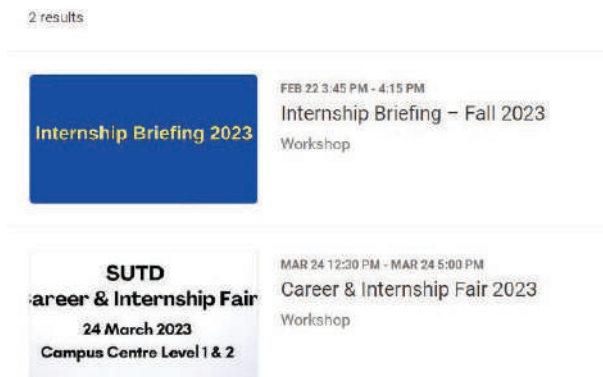 2 results
Internship Briefing 2023
FEB 22 3:45 PM - 4:15 PM
Internship Briefing – Fall 2023
Workshop
SUTD
areer & Internship Fair
24 March 2023
Campus Centre Level 1 & 2
MAR 24 12:30 PM - MAR 24 5:00 PM
Career & Internship Fair 2023
Workshop